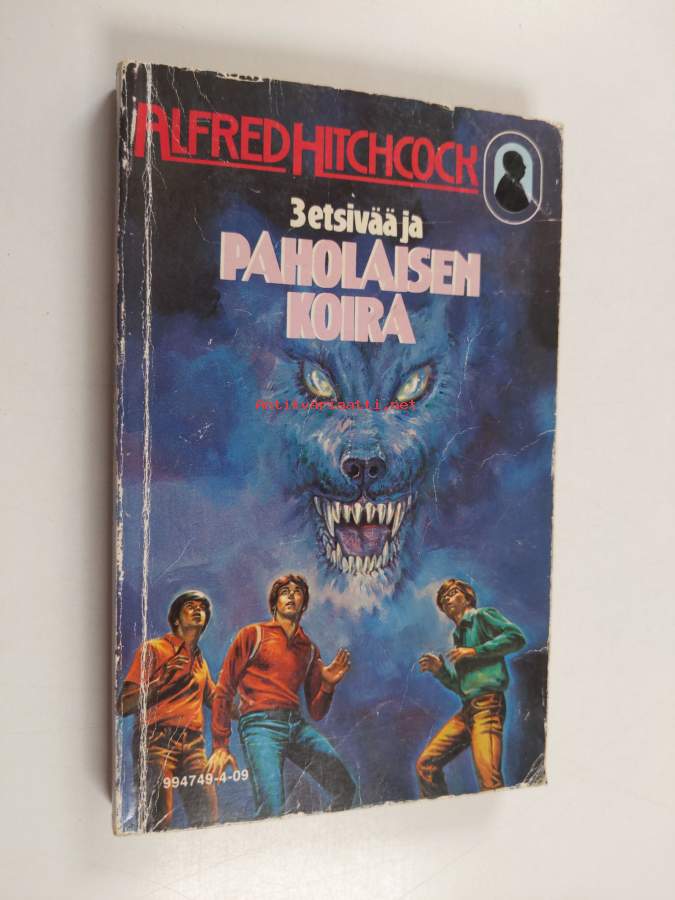 ALFRED HITCHCOCK
3 etsivää ja
PAHOLAISEN
KOIRA
Antikvariaatti.net
994749-4-09